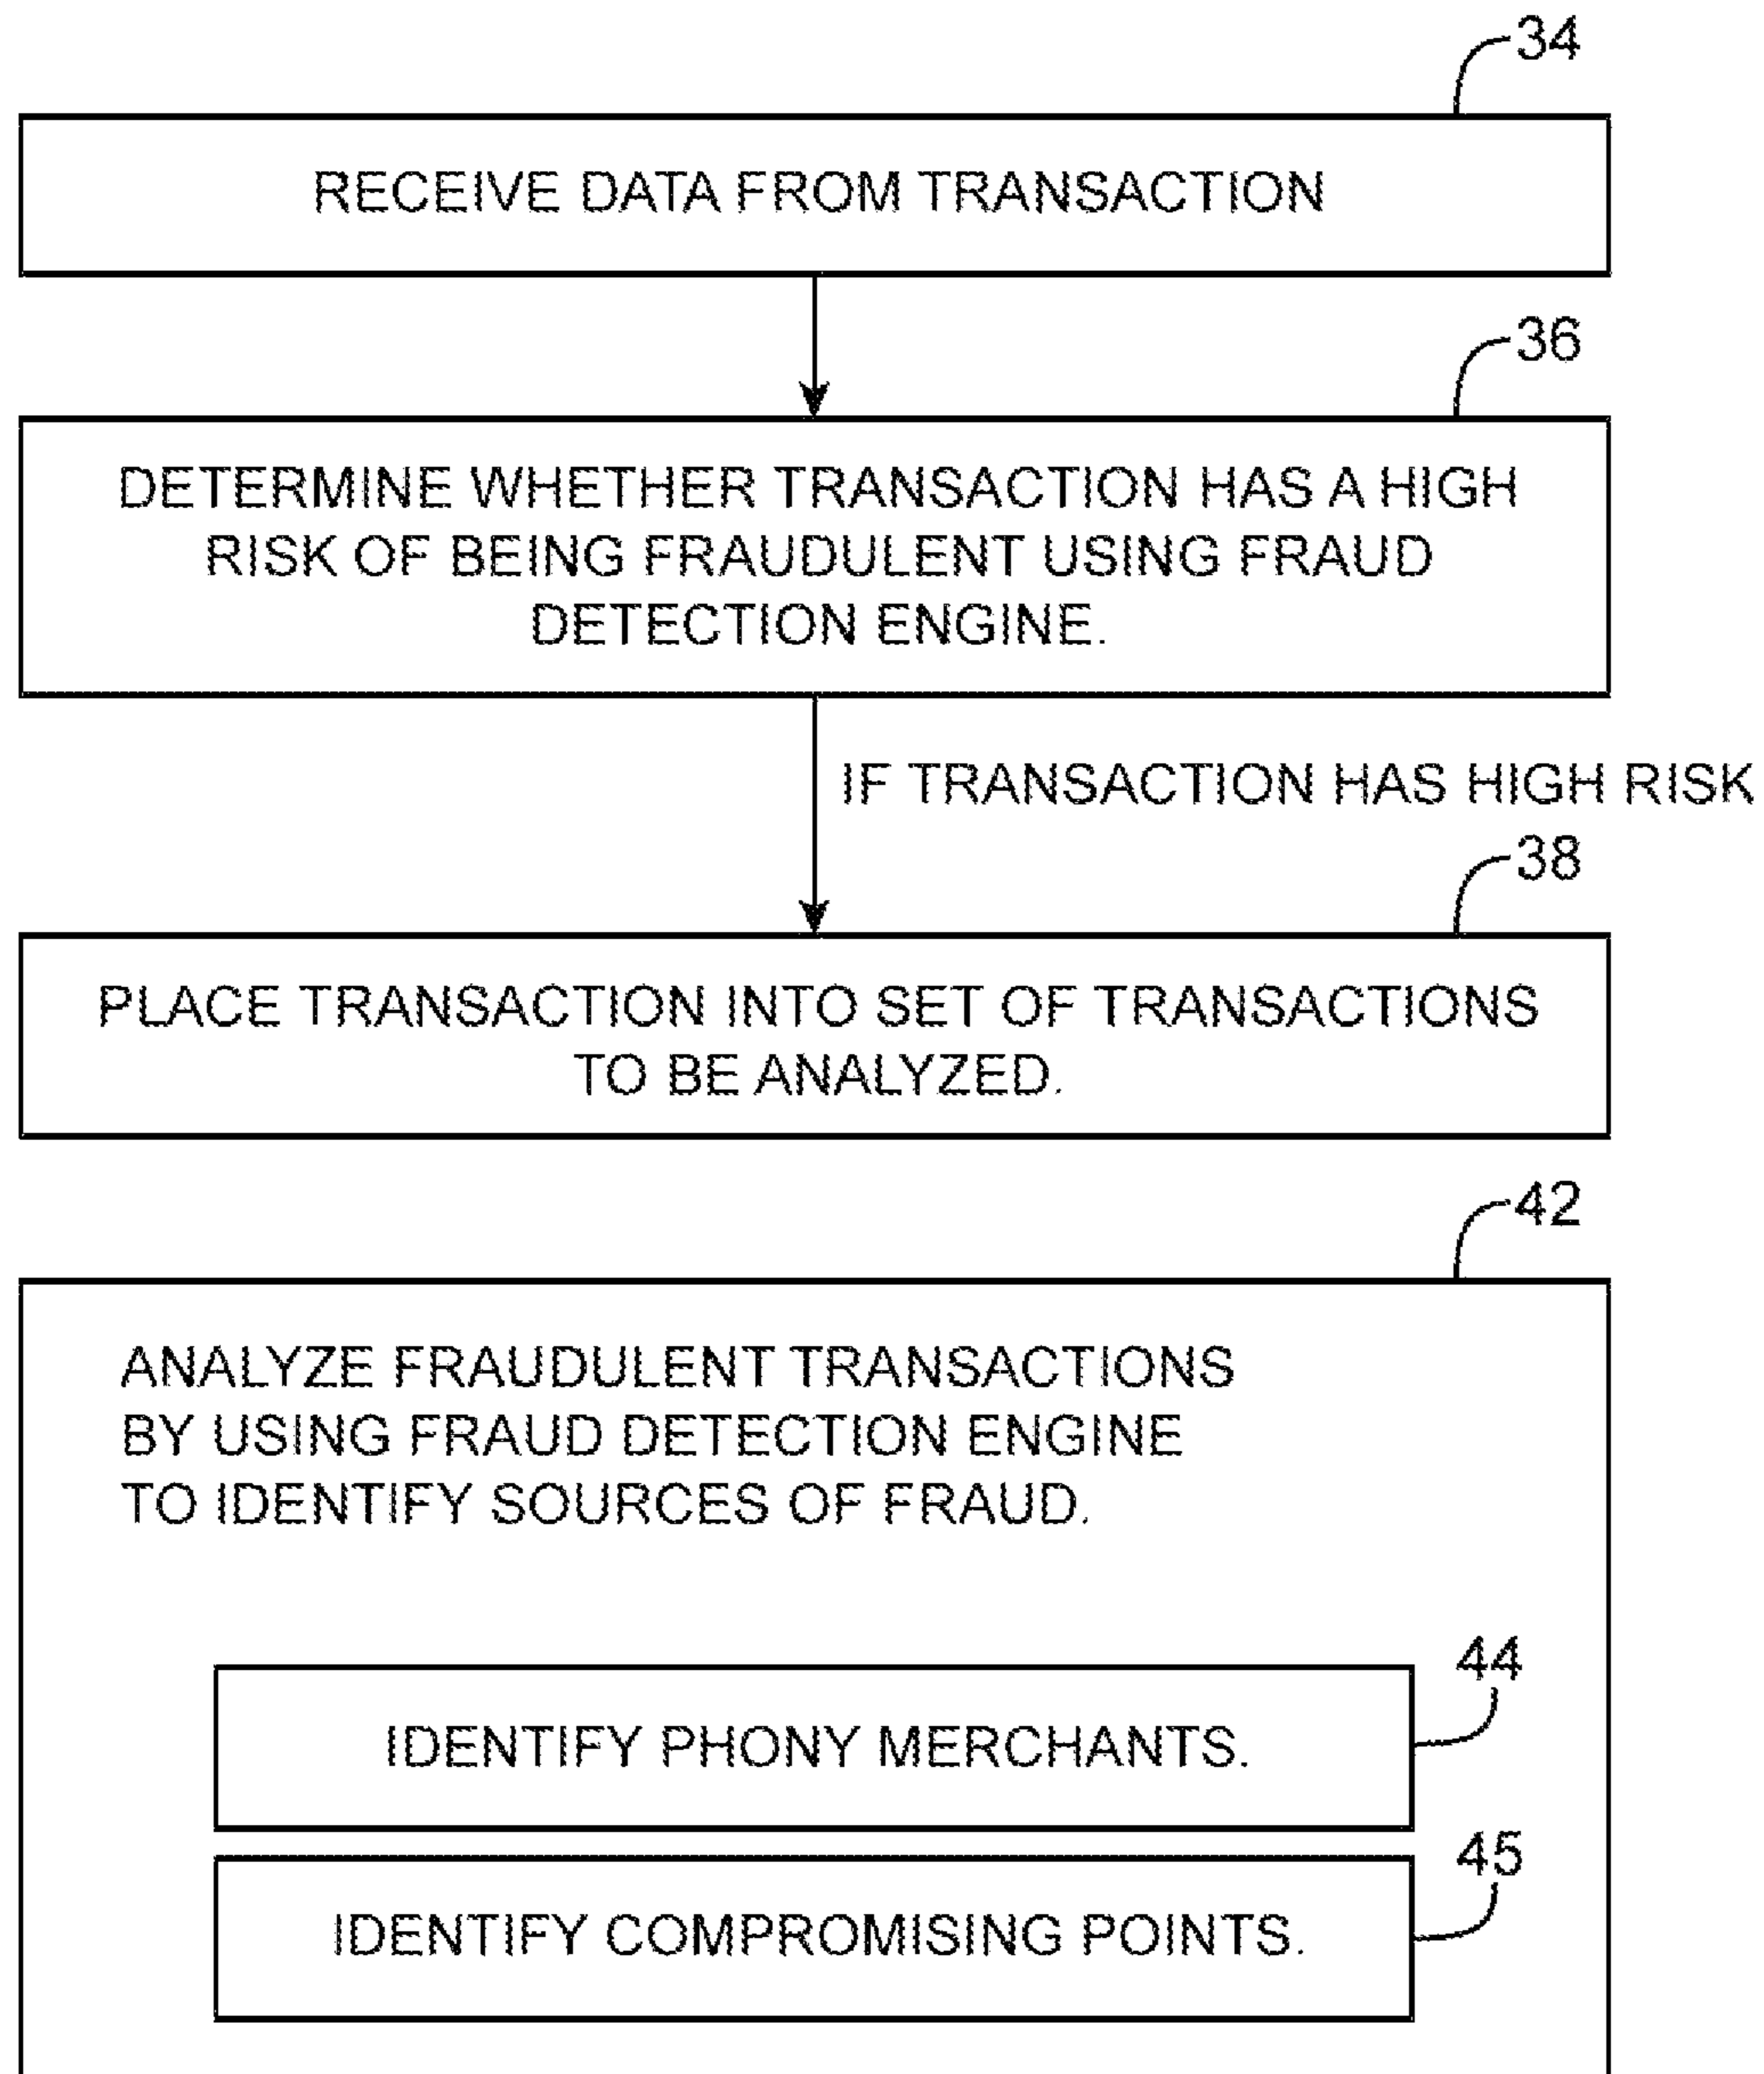 34
RECEIVE DATA FROM TRANSACTION
36
DETERMINE WHETHER TRANSACTION HAS A HIGH
RISK OF BEING FRAUDULENT USING FRAUD
DETECTION ENGINE.
IF TRANSACTION HAS HIGH RISK
38
PLACE TRANSACTION INTO SET OF TRANSACTIONS
TO BE ANALYZED.
42
ANALYZE FRAUDULENT TRANSACTIONS
BY USING FRAUD DETECTION ENGINE
TO IDENTIFY SOURCES OF FRAUD.
44
IDENTIFY PHONY MERCHANTS.
45
IDENTIFY COMPROMISING POINTS.